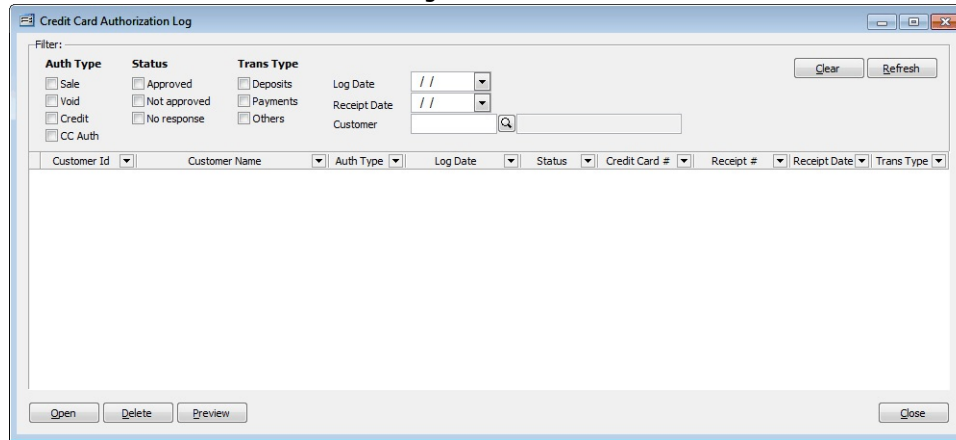 Credit Card Authorization Log
Filter:
Auth Type Status Trans Type
Clear Refresh
Sale Approved Deposits Log Date / /
Void Not approved Payments Receipt Date / /
Credit No response Others Customer
CC Auth
Customer Id Customer Name Auth Type Log Date Status Credit Card # Receipt # Receipt Date Trans Type
Open Delete Preview Close